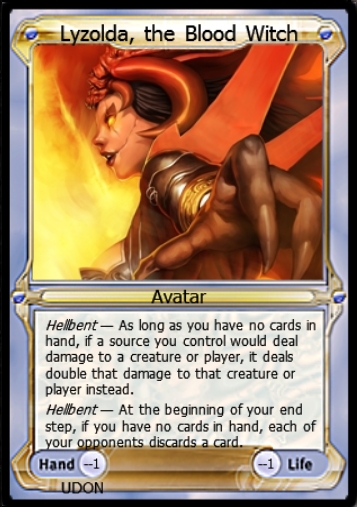 Lyzolda, the Blood Witch
Avatar
Hellbent — As long as you have no cards in
hand, if a source you control would deal
damage to a creature or player, it deals
double that damage to that creature or
player instead.
Hellbent — At the beginning of your end
step, if you have no cards in hand, each of
your opponents discards a card.
Hand --1 --1 Life
UDON